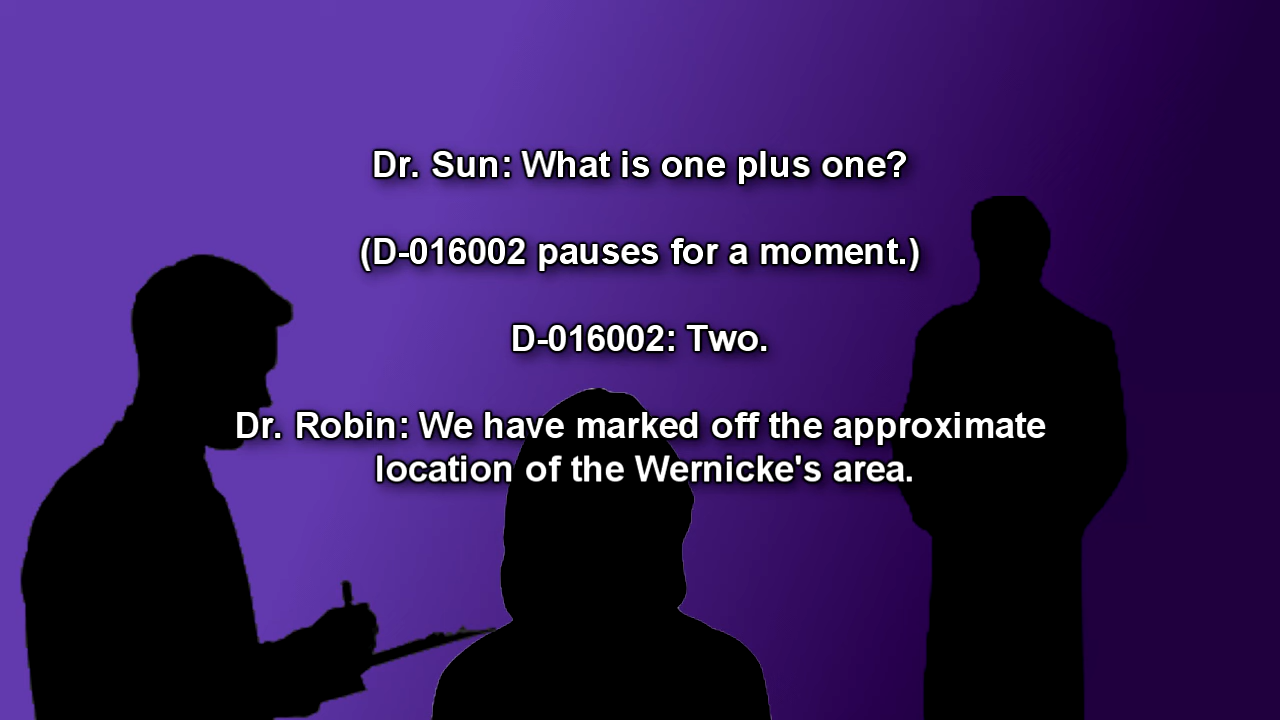 Dr. Sun: What is one plus one?
(D-016002 pauses for a moment.)
D-016002: Two.
Dr. Robin: We have marked off the approximate
location of the Wernicke's area.